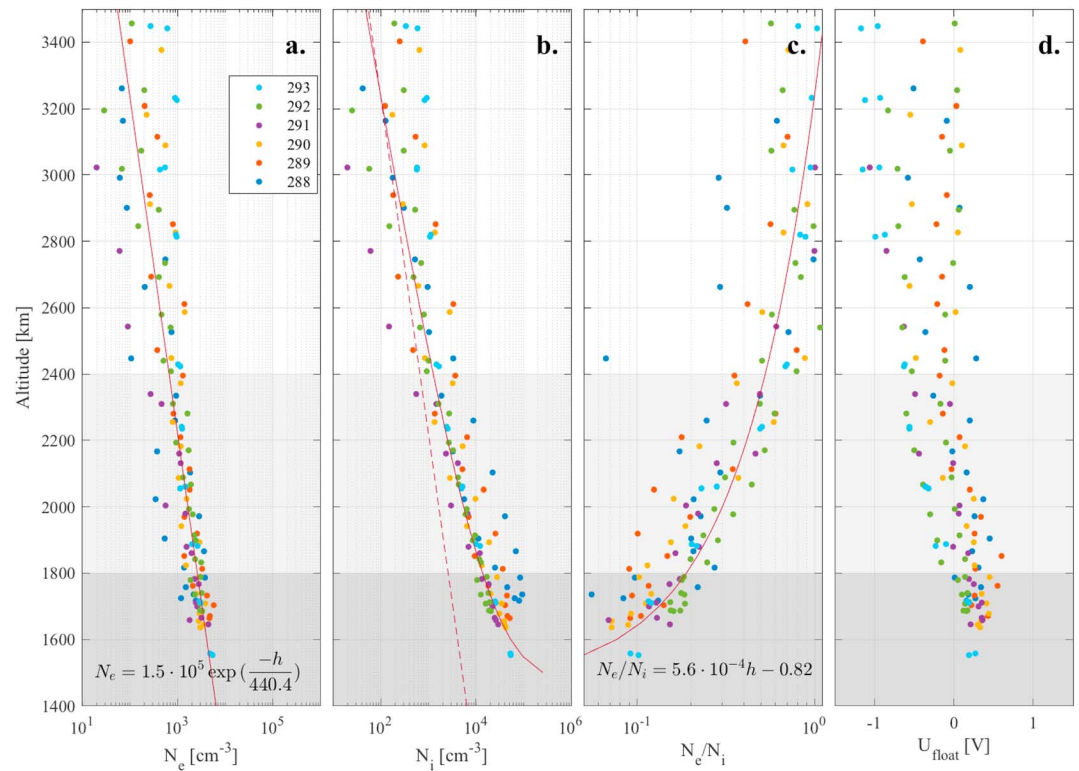 a.
b.
c.
d.
293
292
291
290
289
288
Altitude [km]
3400
3200
3000
2800
2600
2400
2200
2000
1800
1600
1400
N_e = 1.5 · 10^5 exp (-h/440.4)
N_e/N_i = 5.6 · 10^-4 h − 0.82
10^1 10^3 10^5
10^2 10^4 10^6
10^-1 10^0
-1 0 1
N_e [cm^-3]
N_i [cm^-3]
N_e/N_i
U_float [V]